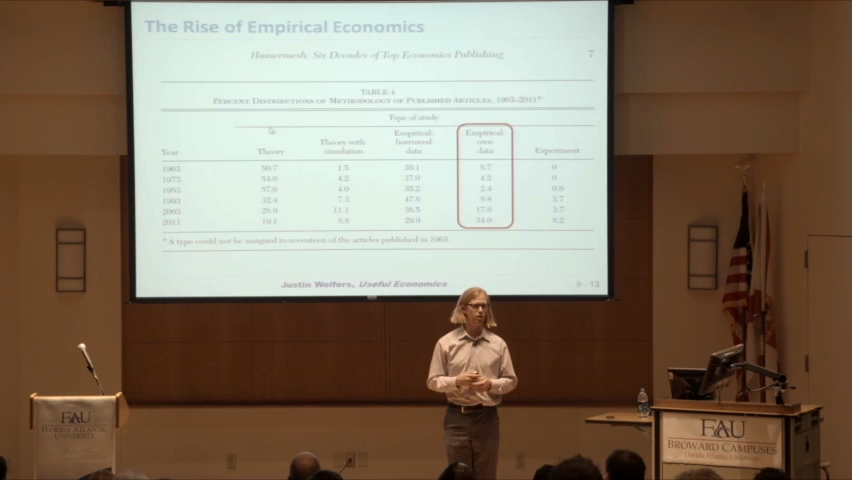 The Rise of Empirical Economics
Hamermesh: Six Decades of Top Economics Publishing 7
TABLE 4
PERCENT DISTRIBUTIONS OF METHODOLOGY OF PUBLISHED ARTICLES, 1963–2011ᵃ
Type of study
Year Theory Theory with simulation Empirical: borrowed data Empirical: own data Experiment
1963 50.7 1.5 39.1 8.7 0
1973 54.6 4.2 37.0 4.2 0
1983 57.6 4.0 35.2 2.4 0.8
1993 32.4 7.3 47.8 8.8 3.7
2003 28.9 11.1 38.5 17.8 3.7
2011 19.1 8.8 29.9 34.0 8.2
ᵃ A type could not be assigned to seventeen of the articles published in 1963.
Justin Wolfers, Useful Economics 13
FAU
FLORIDA ATLANTIC
UNIVERSITY
FAU
BROWARD CAMPUSES
Florida Atlantic University